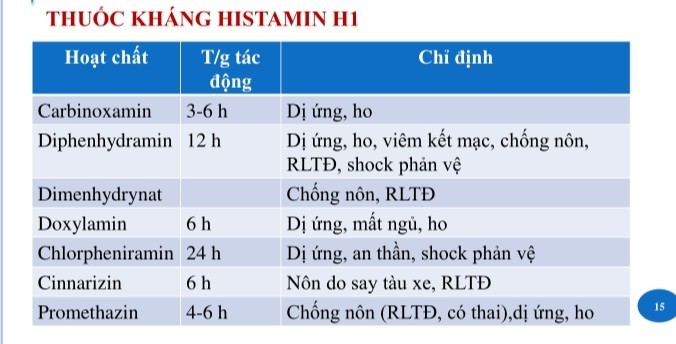 THUỐC KHÁNG HISTAMIN H1
Hoạt chất T/g tác động Chỉ định
Carbinoxamin 3-6 h Dị ứng, ho
Diphenhydramin 12 h Dị ứng, ho, viêm kết mạc, chống nôn,
RLTĐ, shock phản vệ
Dimenhydrynat Chống nôn, RLTĐ
Doxylamin 6 h Dị ứng, mất ngủ, ho
Chlorpheniramin 24 h Dị ứng, an thần, shock phản vệ
Cinnarizin 6 h Nôn do say tàu xe, RLTĐ
Promethazin 4-6 h Chống nôn (RLTĐ, có thai),dị ứng, ho
15